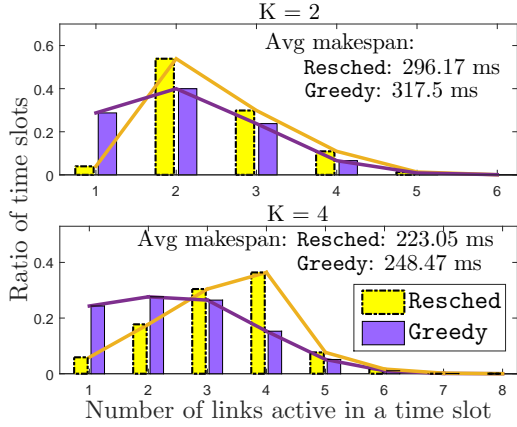 K = 2
Avg makespan:
Resched: 296.17 ms
Greedy: 317.5 ms
0.6
0.4
0.2
0
1 2 3 4 5 6
Ratio of time slots
K = 4
Avg makespan: Resched: 223.05 ms
Greedy: 248.47 ms
0.4
0.2
0
Resched
Greedy
1 2 3 4 5 6 7 8
Number of links active in a time slot